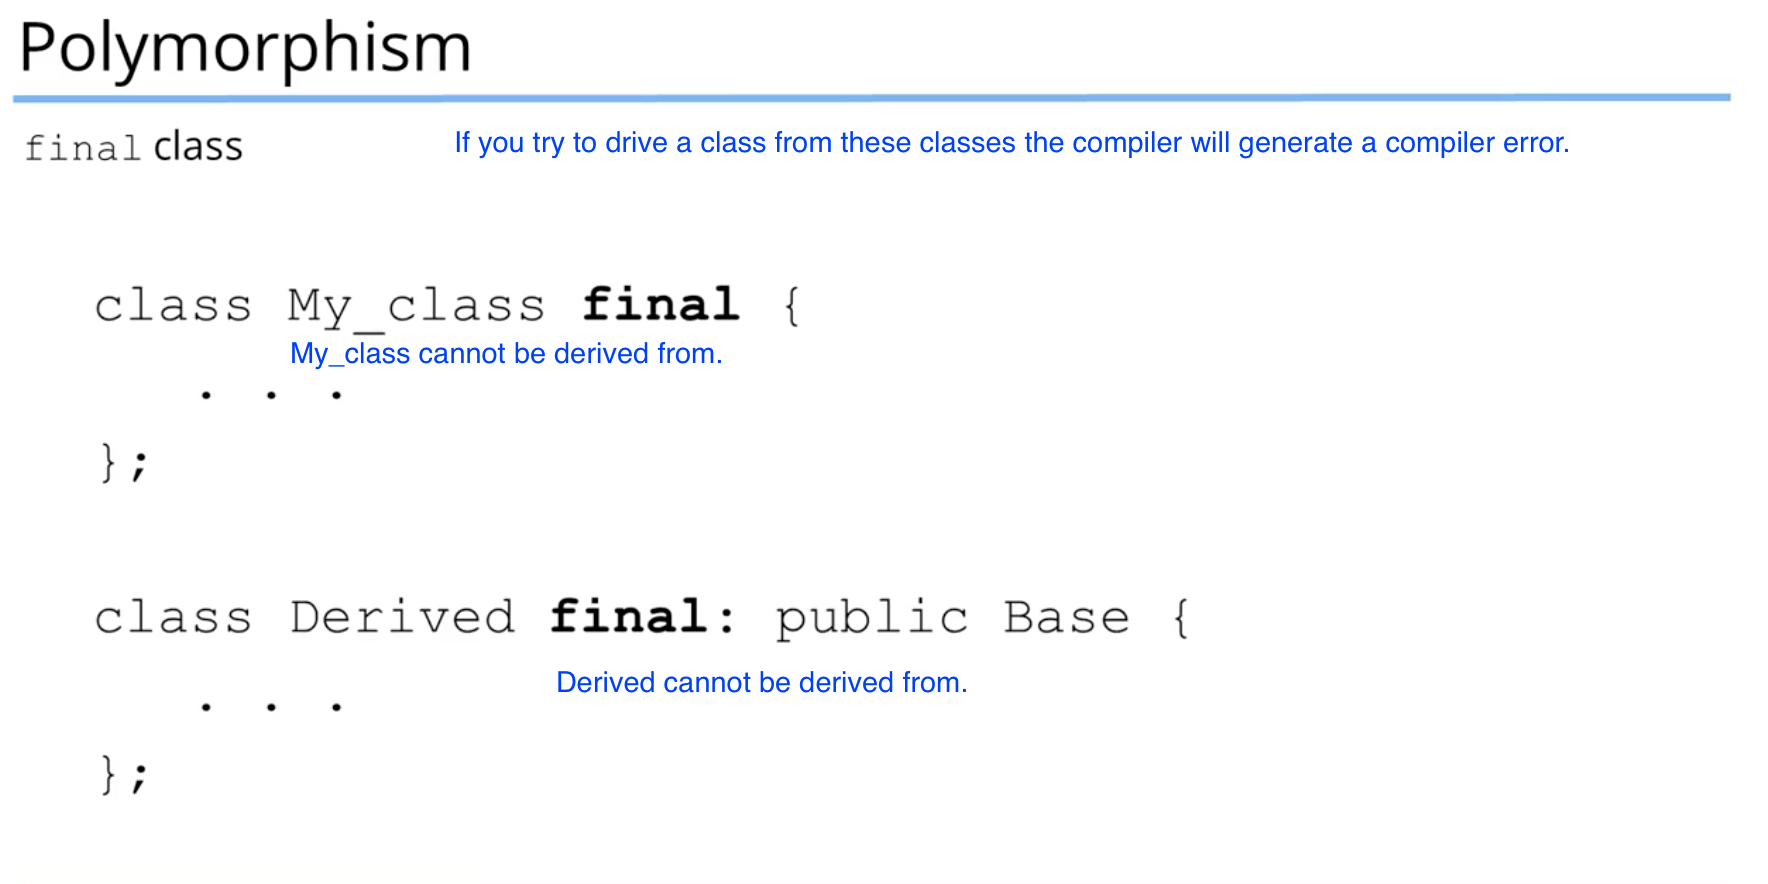 Polymorphism
final class
If you try to drive a class from these classes the compiler will generate a compiler error.
class My_class final {
My_class cannot be derived from.
. . .
};
class Derived final: public Base {
Derived cannot be derived from.
. . .
};